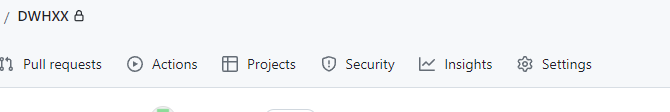 / DWHXX
Pull requests Actions Projects Security Insights Settings